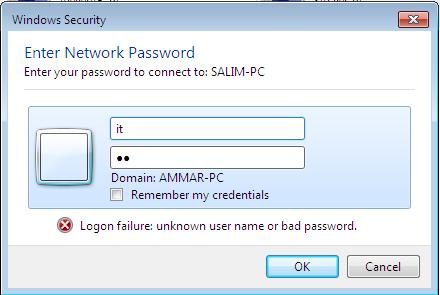 Windows Security
Enter Network Password
Enter your password to connect to: SALIM-PC
it
●●
Domain: AMMAR-PC
Remember my credentials
Logon failure: unknown user name or bad password.
OK
Cancel